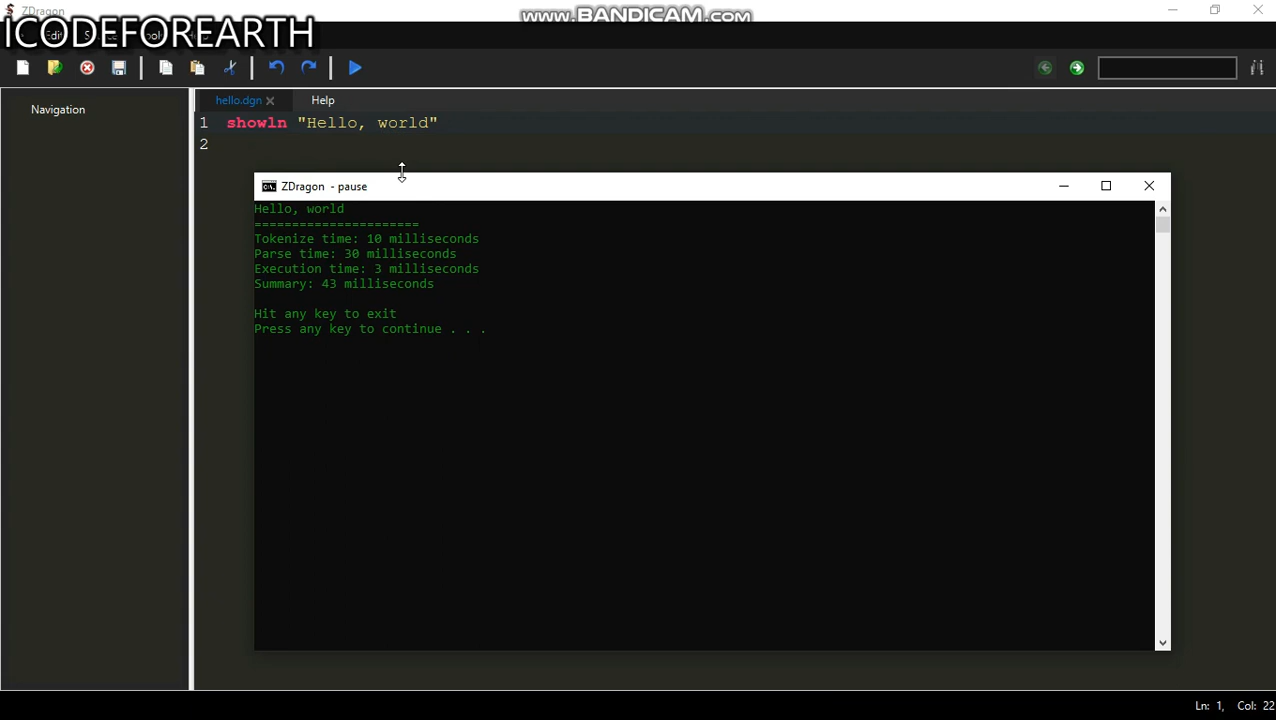 ZDragon
www.BANDICAM.com
ICODEFOREARTH
Navigation
hello.dgn
Help
1 showln "Hello, world"
2
ZDragon - pause
Hello, world
======================
Tokenize time: 10 milliseconds
Parse time: 30 milliseconds
Execution time: 3 milliseconds
Summary: 43 milliseconds
Hit any key to exit
Press any key to continue . . .
Ln: 1, Col: 22